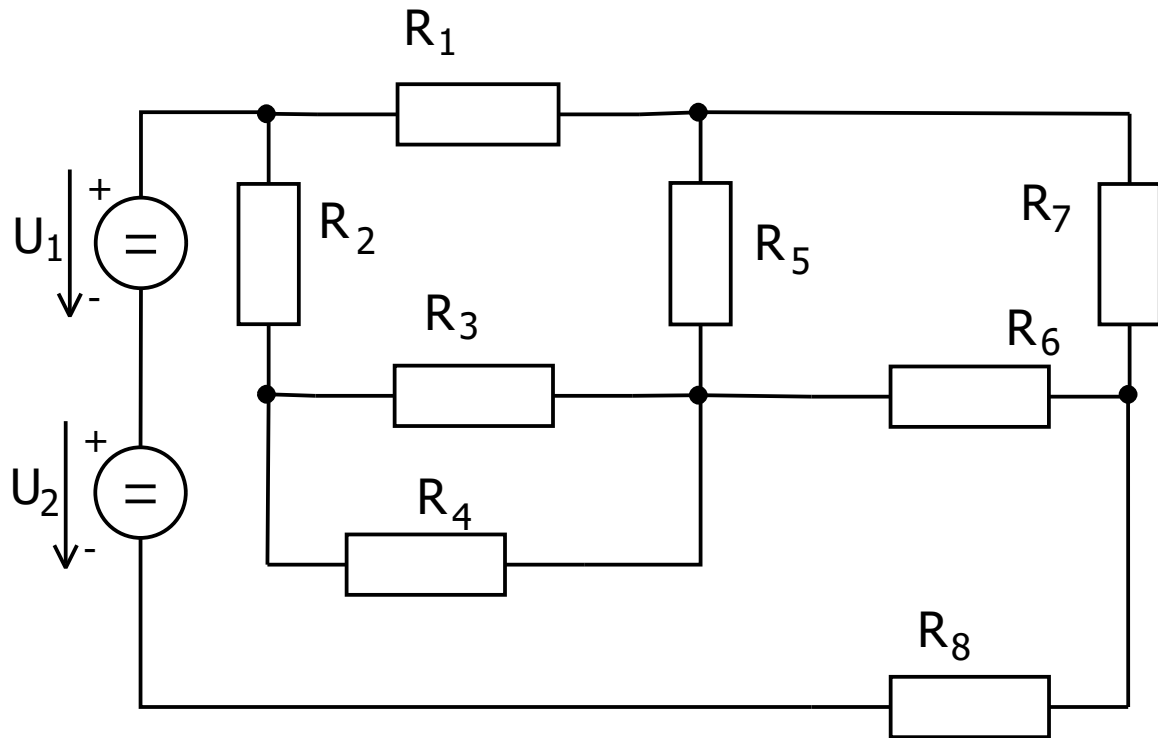 R1
+
U1
=
-
R2
R5
R7
R3
R6
+
U2
=
-
R4
R8